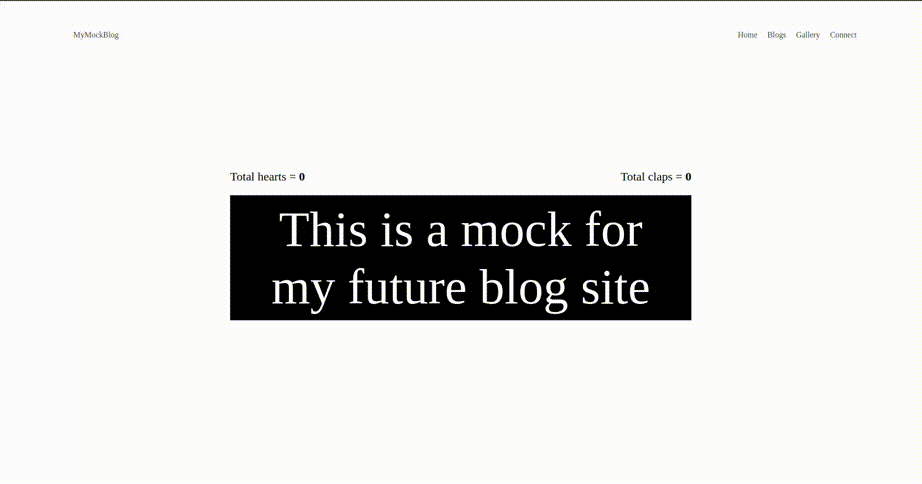 MyMockBlog
Home Blogs Gallery Connect
Total hearts = 0
Total claps = 0
This is a mock for
my future blog site